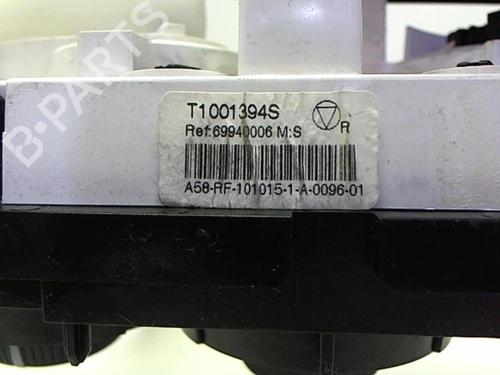 T1001394S
R
Ref:69940006 M:S
A58-RF-101015-1-A-0096-01
B-PARTS